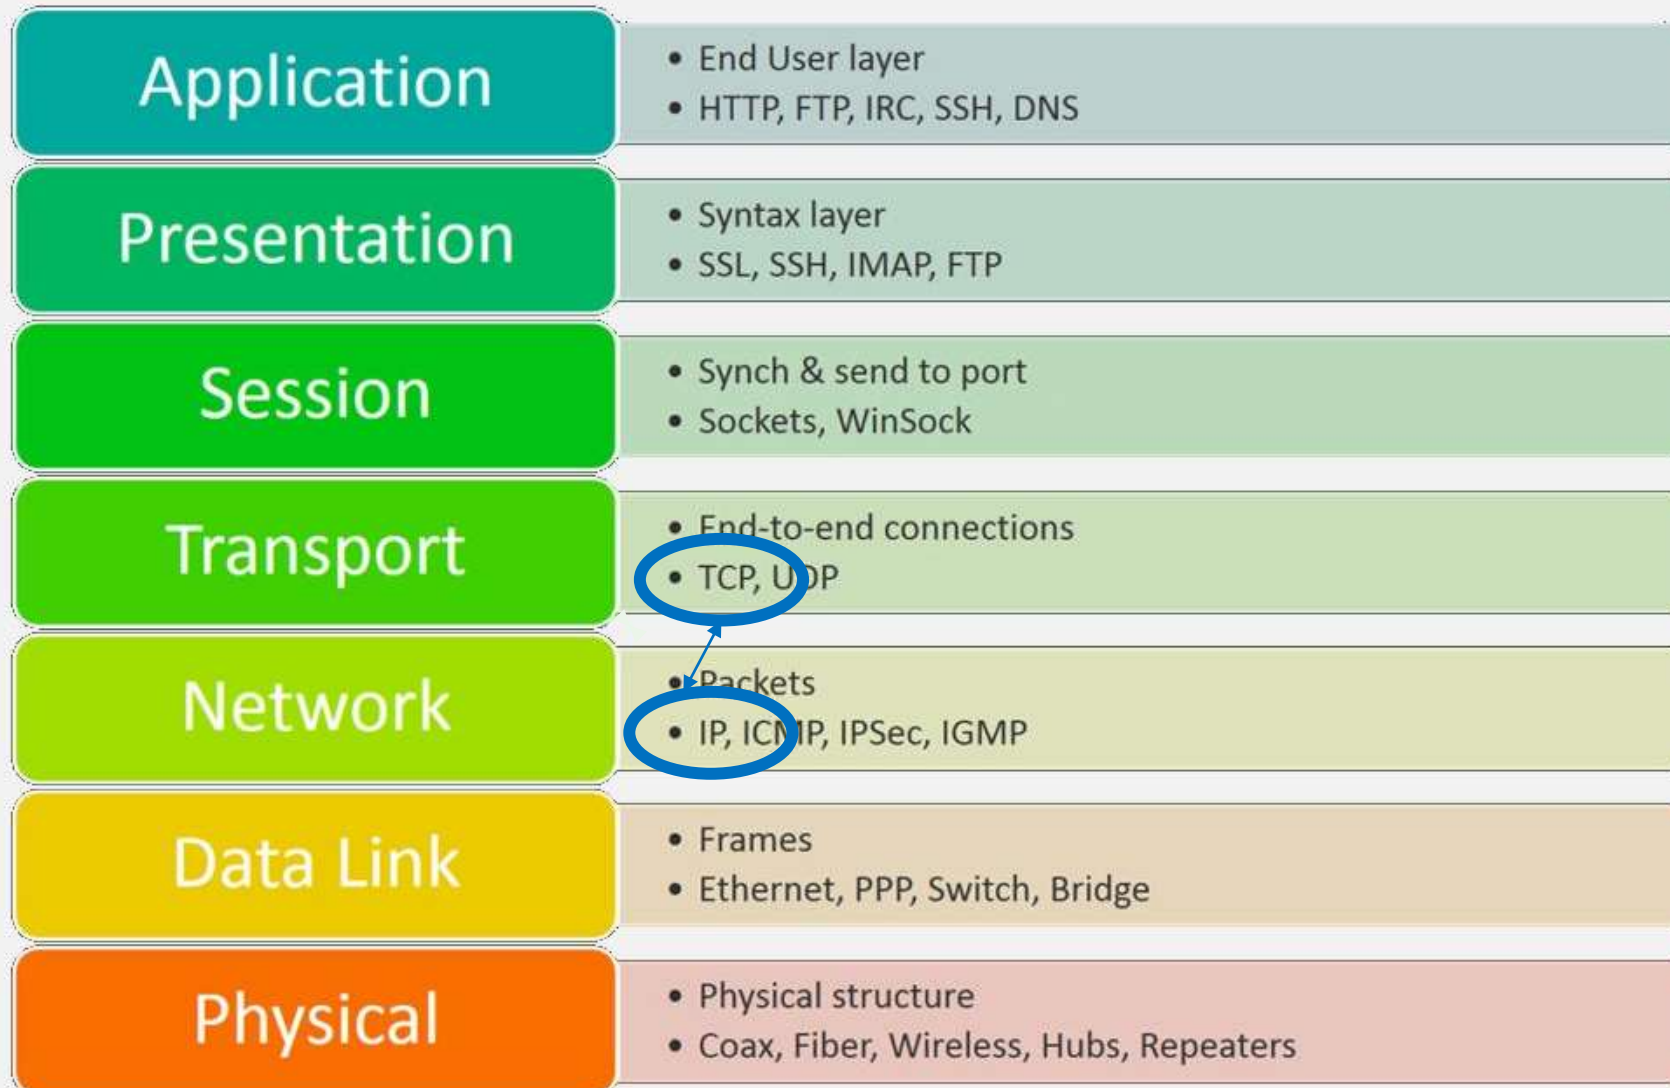 Application
• End User layer
• HTTP, FTP, IRC, SSH, DNS
Presentation
• Syntax layer
• SSL, SSH, IMAP, FTP
Session
• Synch & send to port
• Sockets, WinSock
Transport
• End-to-end connections
• TCP, UDP
Network
• Packets
• IP, ICMP, IPSec, IGMP
Data Link
• Frames
• Ethernet, PPP, Switch, Bridge
Physical
• Physical structure
• Coax, Fiber, Wireless, Hubs, Repeaters